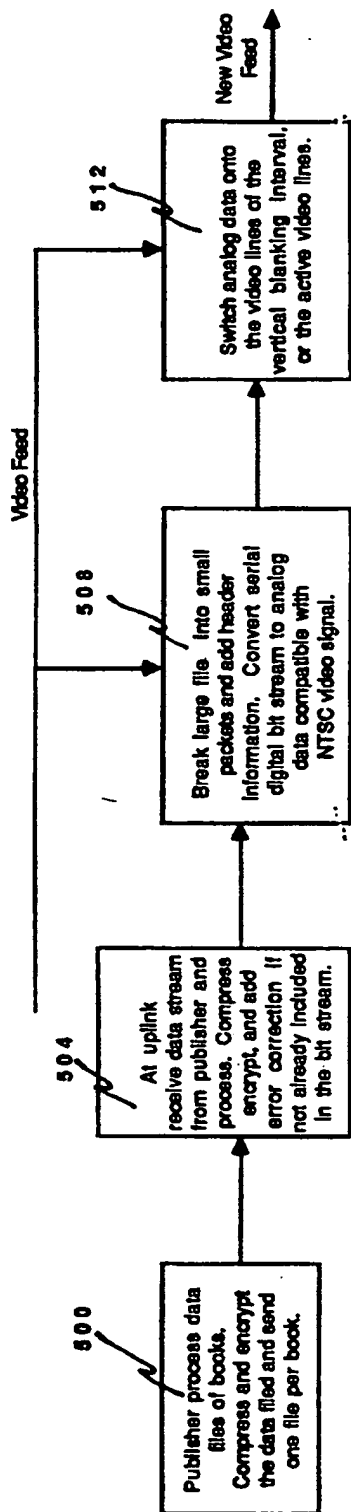 500
Publisher process data
files of books.
Compress and encrypt
the data filed and send
one file per book.
504
At uplink
receive data stream
from publisher and
process. Compress
encrypt, and add
error correction if
not already included
in the bit stream.
Video Feed
508
Break large file into small
packets and add header
information. Convert serial
digital bit stream to analog
data compatible with
NTSC video signal.
512
Switch analog data onto
the video lines of the
vertical blanking interval,
or the active video lines.
New Video
Feed